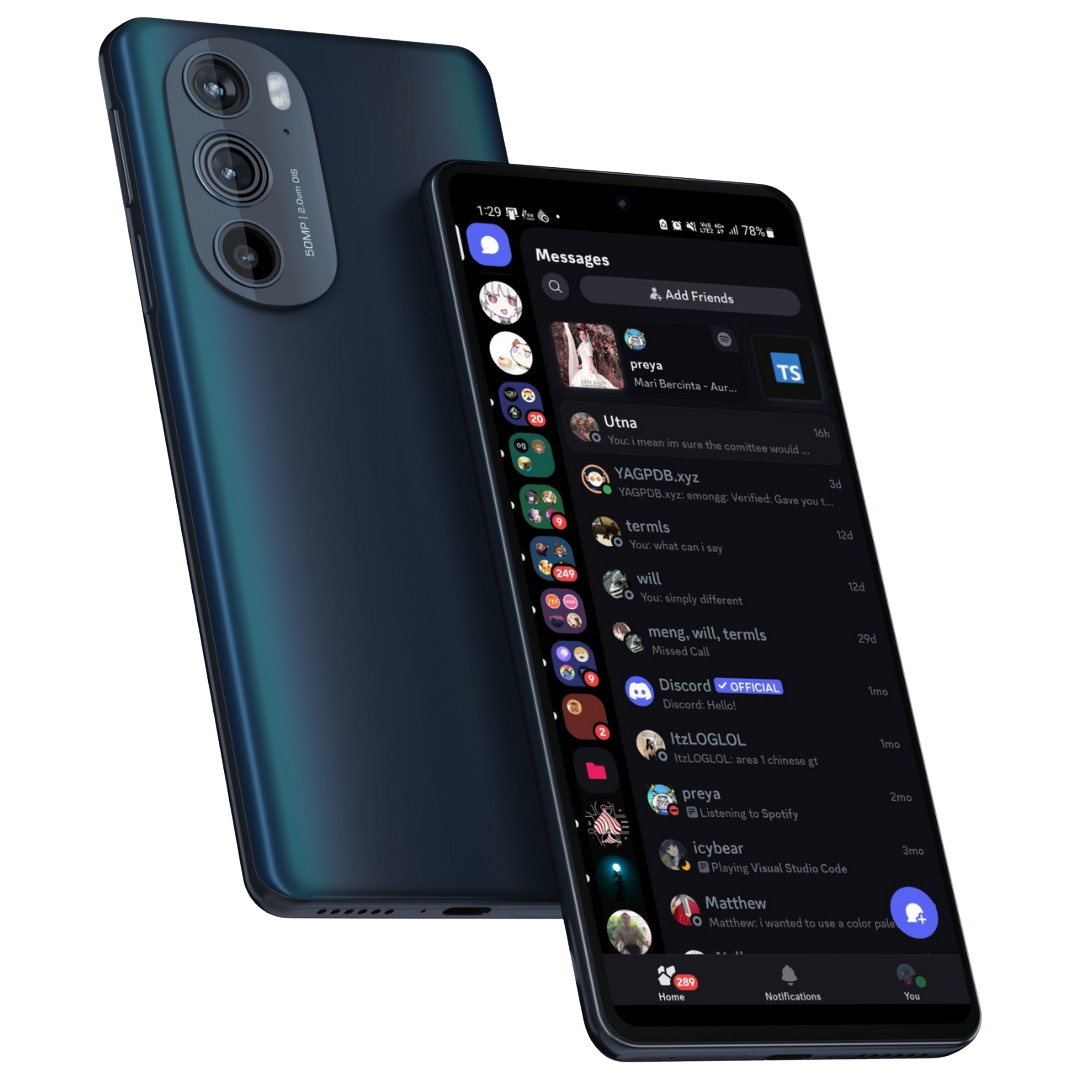 50MP | 2.0um OIS
1:29
VoLTE2 4G+ 78%
Messages
Add Friends
preya
Mari Bercinta - Aur...
TS
Utna
16h
You: i mean im sure the comittee would ...
20
og
YAGPDB.xyz
3d
YAGPDB.xyz: emongg: Verified: Gave you t...
9
termls
12d
You: what can i say
249
will
12d
You: simply different
meng, will, termls
29d
Missed Call
9
Discord ✓ OFFICIAL
1mo
Discord: Hello!
2
ItzLOGLOL
1mo
ItzLOGLOL: area 1 chinese gt
preya
2mo
Listening to Spotify
icybear
3mo
Playing Visual Studio Code
Matthew
Matthew: i wanted to use a color pale
289
Home
Notifications
You